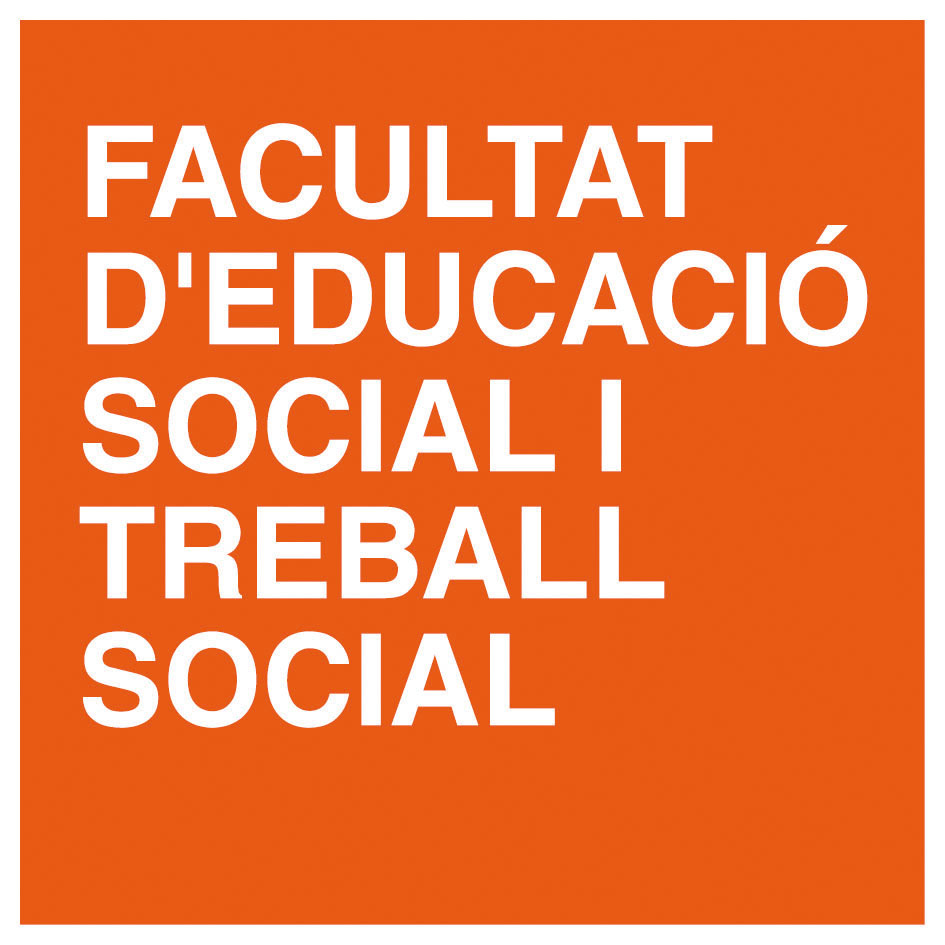 FACULTAT
D'EDUCACIÓ
SOCIAL I
TREBALL
SOCIAL